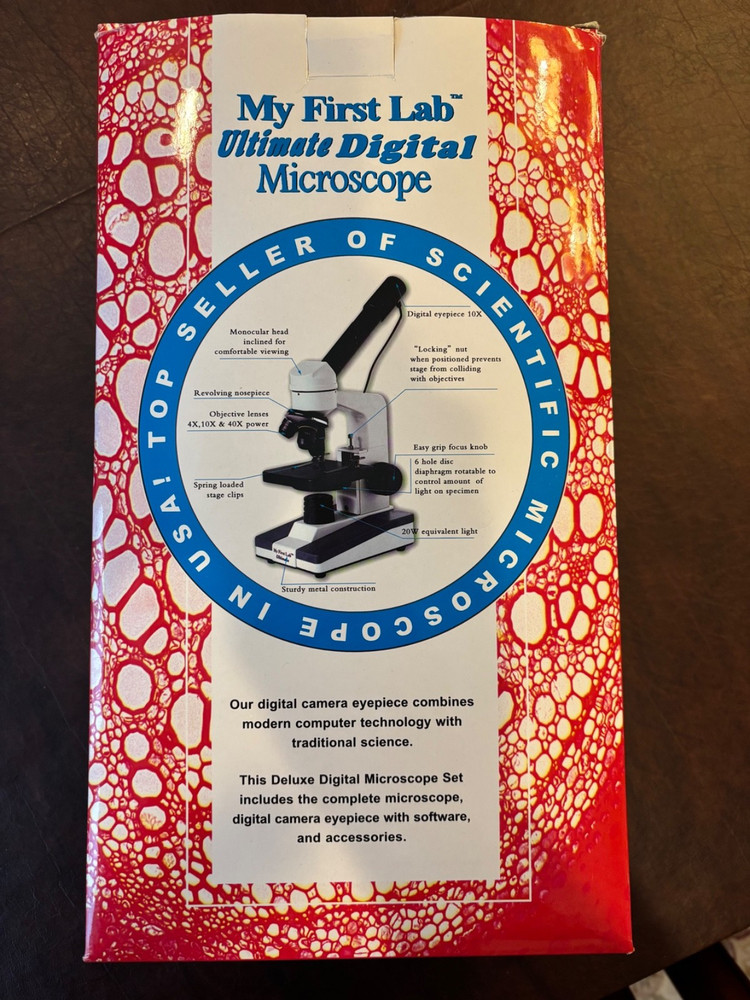 My First Lab™
Ultimate Digital
Microscope
TOP SELLER OF SCIENTIFIC MICROSCOPE IN USA!
Digital eyepiece 10X
Monocular head
inclined for
comfortable viewing
"Locking" nut
when positioned prevents
stage from colliding
with objectives
Revolving nosepiece
Objective lenses
4X,10X & 40X power
Easy grip focus knob
6 hole disc
diaphragm rotatable to
control amount of
light on specimen
Spring loaded
stage clips
20W equivalent light
My First Lab™
Ultimate
Sturdy metal construction
Our digital camera eyepiece combines
modern computer technology with
traditional science.
This Deluxe Digital Microscope Set
includes the complete microscope,
digital camera eyepiece with software,
and accessories.